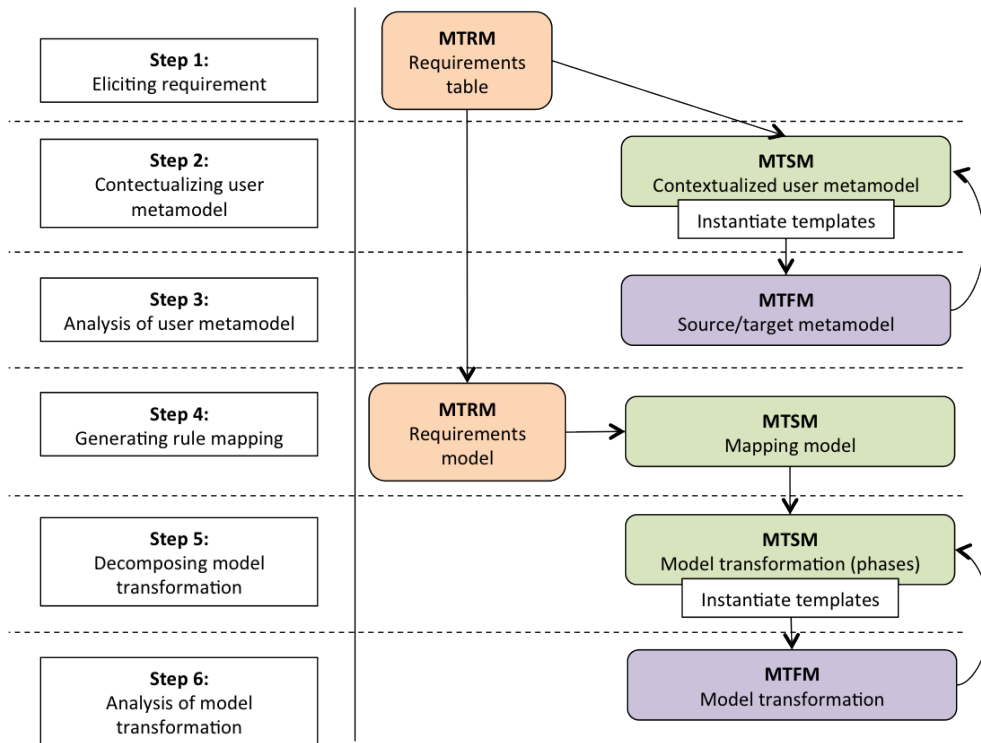 Step 1:
Eliciting requirement
MTRM
Requirements
table
Step 2:
Contectualizing user
metamodel
MTSM
Contextualized user metamodel
Instantiate templates
Step 3:
Analysis of user metamodel
MTFM
Source/target metamodel
Step 4:
Generating rule mapping
MTRM
Requirements
model
MTSM
Mapping model
Step 5:
Decomposing model
transformation
MTSM
Model transformation (phases)
Instantiate templates
Step 6:
Analysis of model
transformation
MTFM
Model transformation